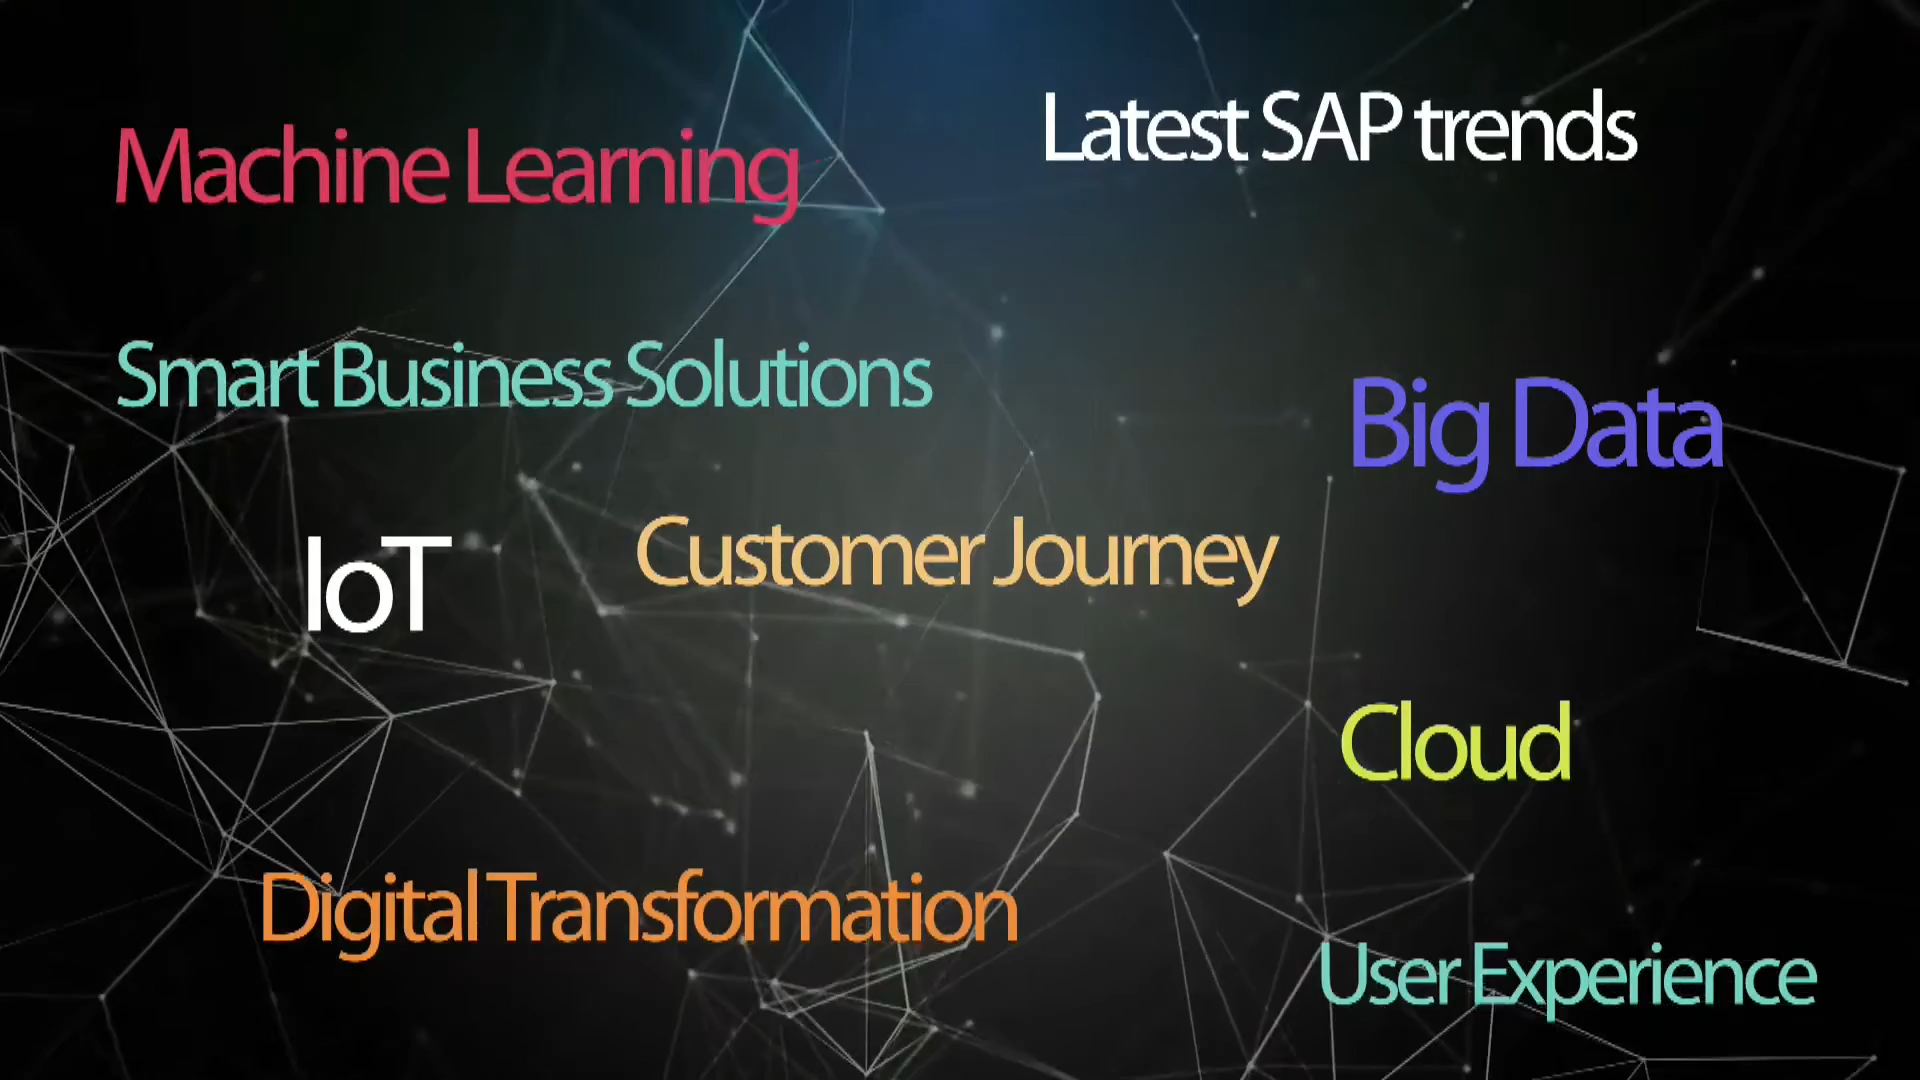 Latest SAP trends
Machine Learning
Smart Business Solutions
Big Data
Customer Journey
IoT
Cloud
Digital Transformation
User Experience